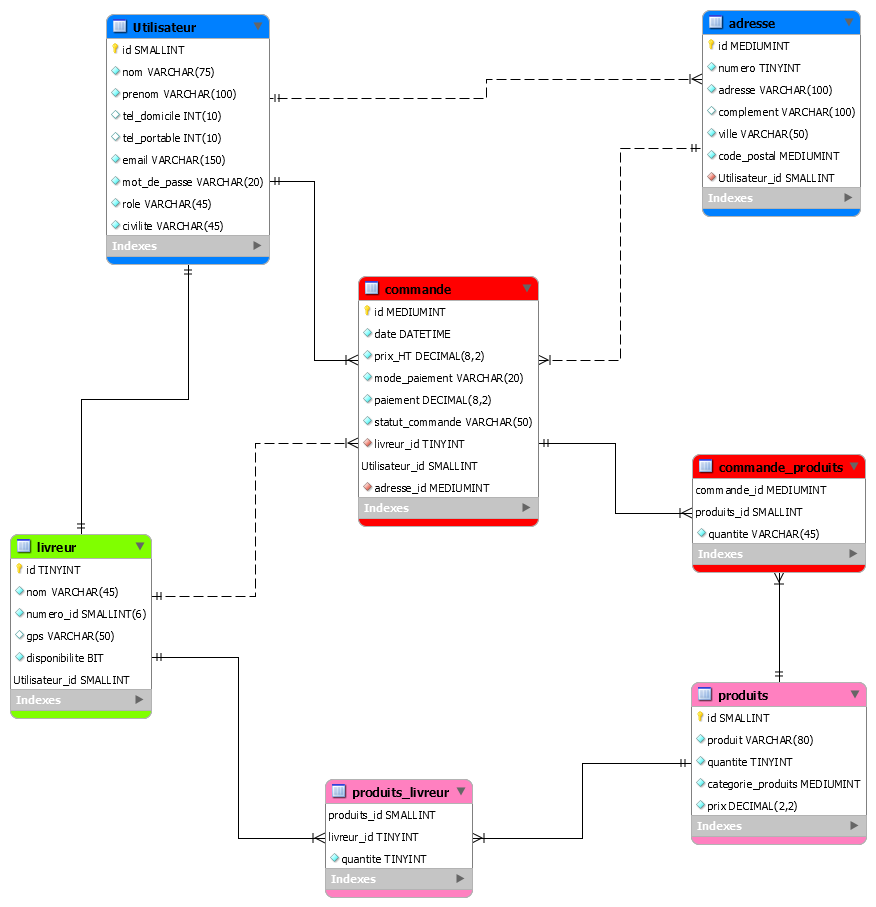 Utilisateur
id SMALLINT
nom VARCHAR(75)
prenom VARCHAR(100)
tel_domicile INT(10)
tel_portable INT(10)
email VARCHAR(150)
mot_de_passe VARCHAR(20)
role VARCHAR(45)
civilite VARCHAR(45)
Indexes
adresse
id MEDIUMINT
numero TINYINT
adresse VARCHAR(100)
complement VARCHAR(100)
ville VARCHAR(50)
code_postal MEDIUMINT
Utilisateur_id SMALLINT
Indexes
commande
id MEDIUMINT
date DATETIME
prix_HT DECIMAL(8,2)
mode_paiement VARCHAR(20)
paiement DECIMAL(8,2)
statut_commande VARCHAR(50)
livreur_id TINYINT
Utilisateur_id SMALLINT
adresse_id MEDIUMINT
Indexes
commande_produits
commande_id MEDIUMINT
produits_id SMALLINT
quantite VARCHAR(45)
Indexes
livreur
id TINYINT
nom VARCHAR(45)
numero_id SMALLINT(6)
gps VARCHAR(50)
disponibilite BIT
Utilisateur_id SMALLINT
Indexes
produits
id SMALLINT
produit VARCHAR(80)
quantite TINYINT
categorie_produits MEDIUMINT
prix DECIMAL(2,2)
Indexes
produits_livreur
produits_id SMALLINT
livreur_id TINYINT
quantite TINYINT
Indexes